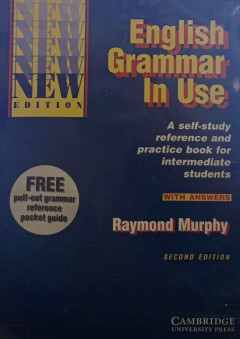 NEW
NEW
NEW
NEW
NEW
EDITION
English
Grammar
In Use
A self-study
reference and
practice book for
intermediate
students
WITH ANSWERS
FREE
pull-out grammar
reference
pocket guide
Raymond Murphy
SECOND EDITION
CAMBRIDGE
UNIVERSITY PRESS